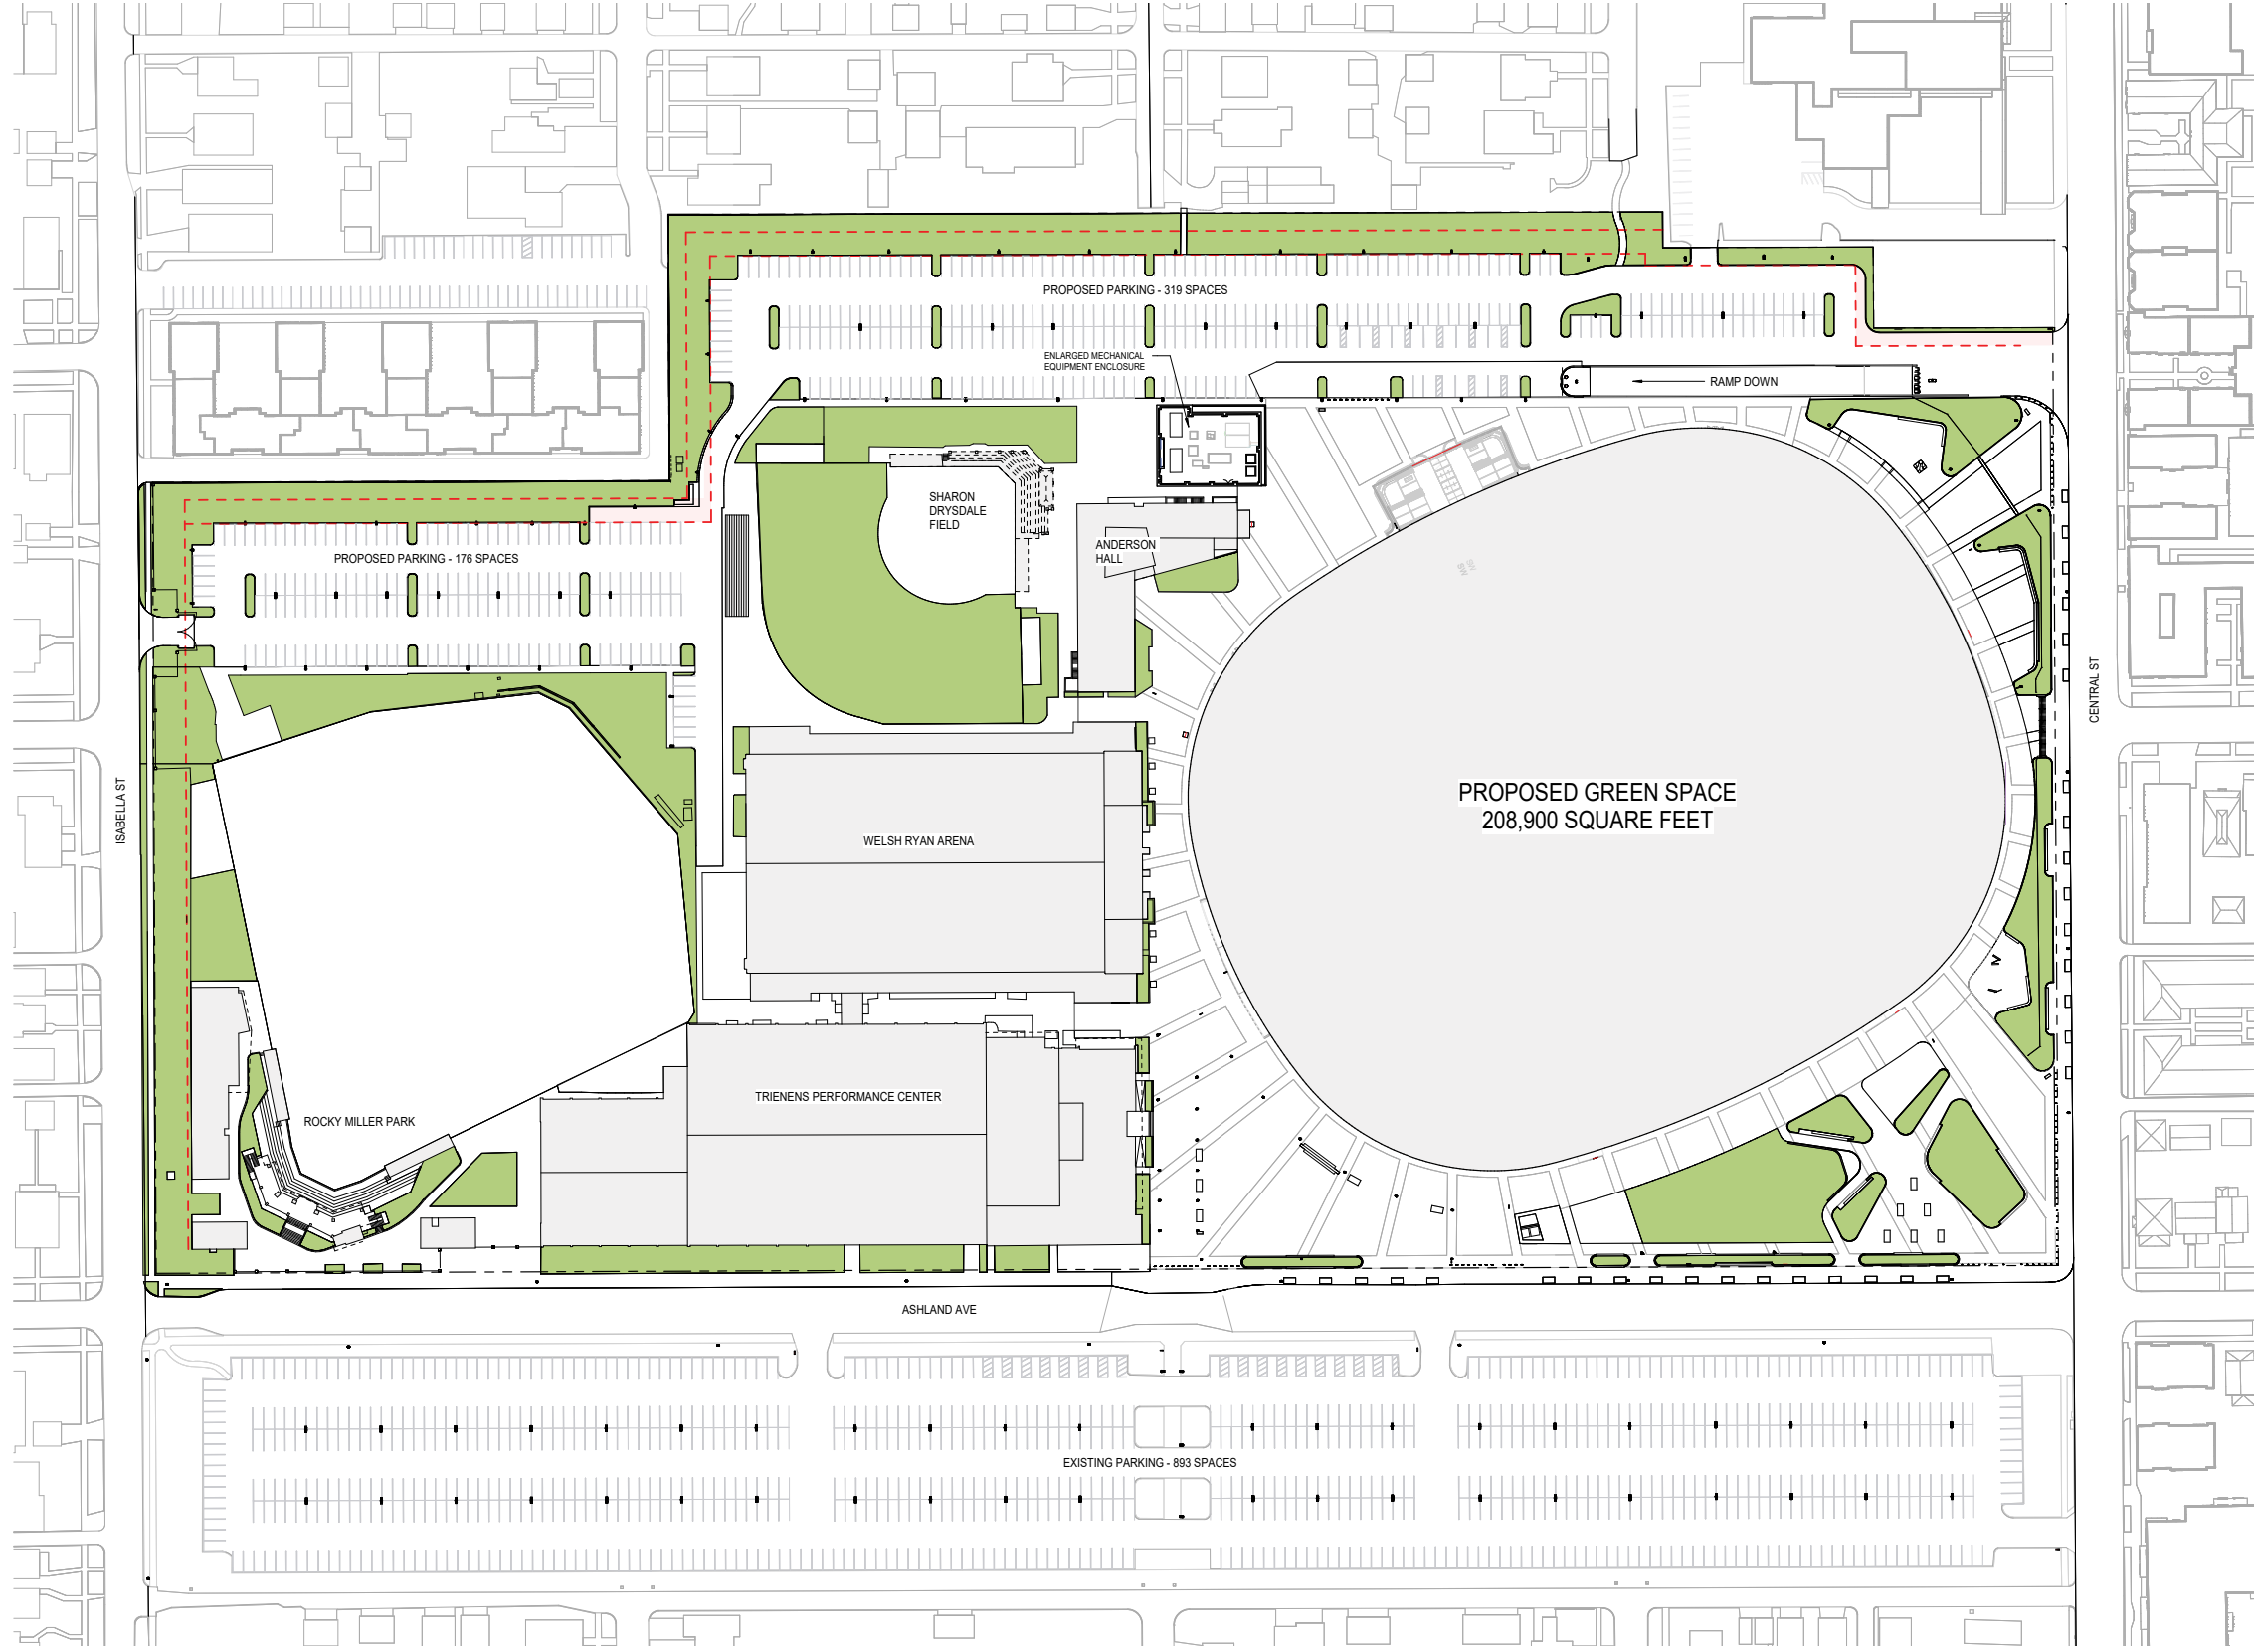 PROPOSED PARKING - 319 SPACES
ENLARGED MECHANICAL
EQUIPMENT ENCLOSURE
RAMP DOWN
SHARON
DRYSDALE
FIELD
ANDERSON
HALL
PROPOSED PARKING - 176 SPACES
SW
SW
CENTRAL ST
ISABELLA ST
PROPOSED GREEN SPACE
208,900 SQUARE FEET
WELSH RYAN ARENA
TRIENENS PERFORMANCE CENTER
ROCKY MILLER PARK
ASHLAND AVE
EXISTING PARKING - 893 SPACES